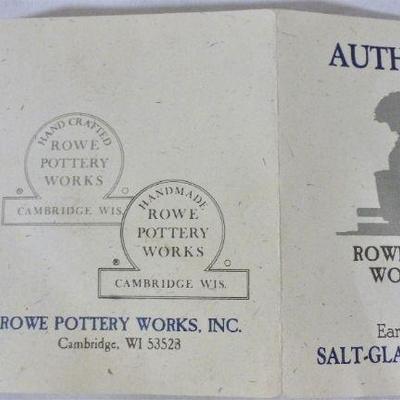 HAND CRAFTED
ROWE
POTTERY
WORKS
® ©
CAMBRIDGE WIS.
HANDMADE
ROWE
POTTERY
WORKS
® ©
CAMBRIDGE WIS.
ROWE POTTERY WORKS, INC.
Cambridge, WI 53523
AUTH
ROWE
WO
Ear
SALT-GLA